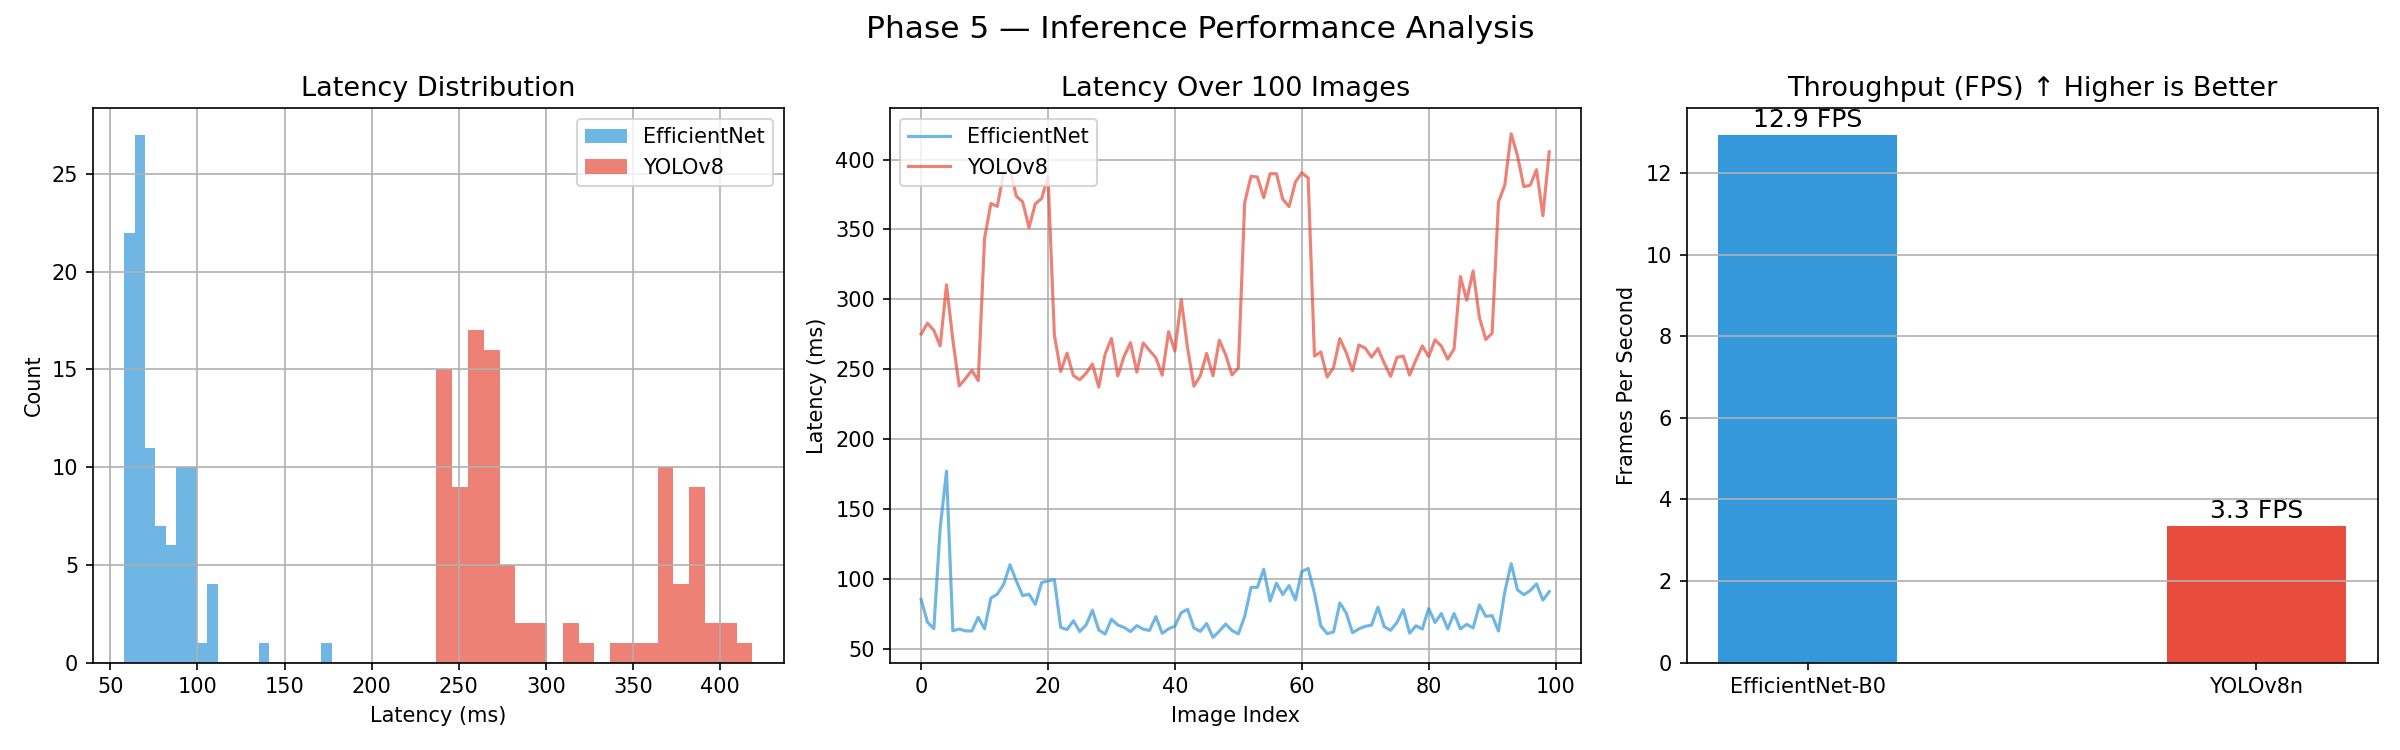 Phase 5 — Inference Performance Analysis
Latency Distribution
EfficientNet
YOLOv8
Count
25
20
15
10
5
0
50 100 150 200 250 300 350 400
Latency (ms)
Latency Over 100 Images
EfficientNet
YOLOv8
Latency (ms)
400
350
300
250
200
150
100
50
0 20 40 60 80 100
Image Index
Throughput (FPS) ↑ Higher is Better
12.9 FPS
3.3 FPS
Frames Per Second
12
10
8
6
4
2
0
EfficientNet-B0 YOLOv8n